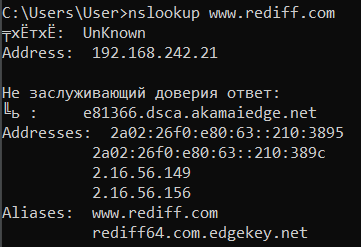 C:\Users\User>nslookup www.rediff.com
╤хЁтхЁ:  UnKnown
Address:  192.168.242.21
Не заслуживающий доверия ответ:
╚ь :     e81366.dsca.akamaiedge.net
Addresses:  2a02:26f0:e80:63::210:3895
2a02:26f0:e80:63::210:389c
2.16.56.149
2.16.56.156
Aliases:  www.rediff.com
rediff64.com.edgekey.net